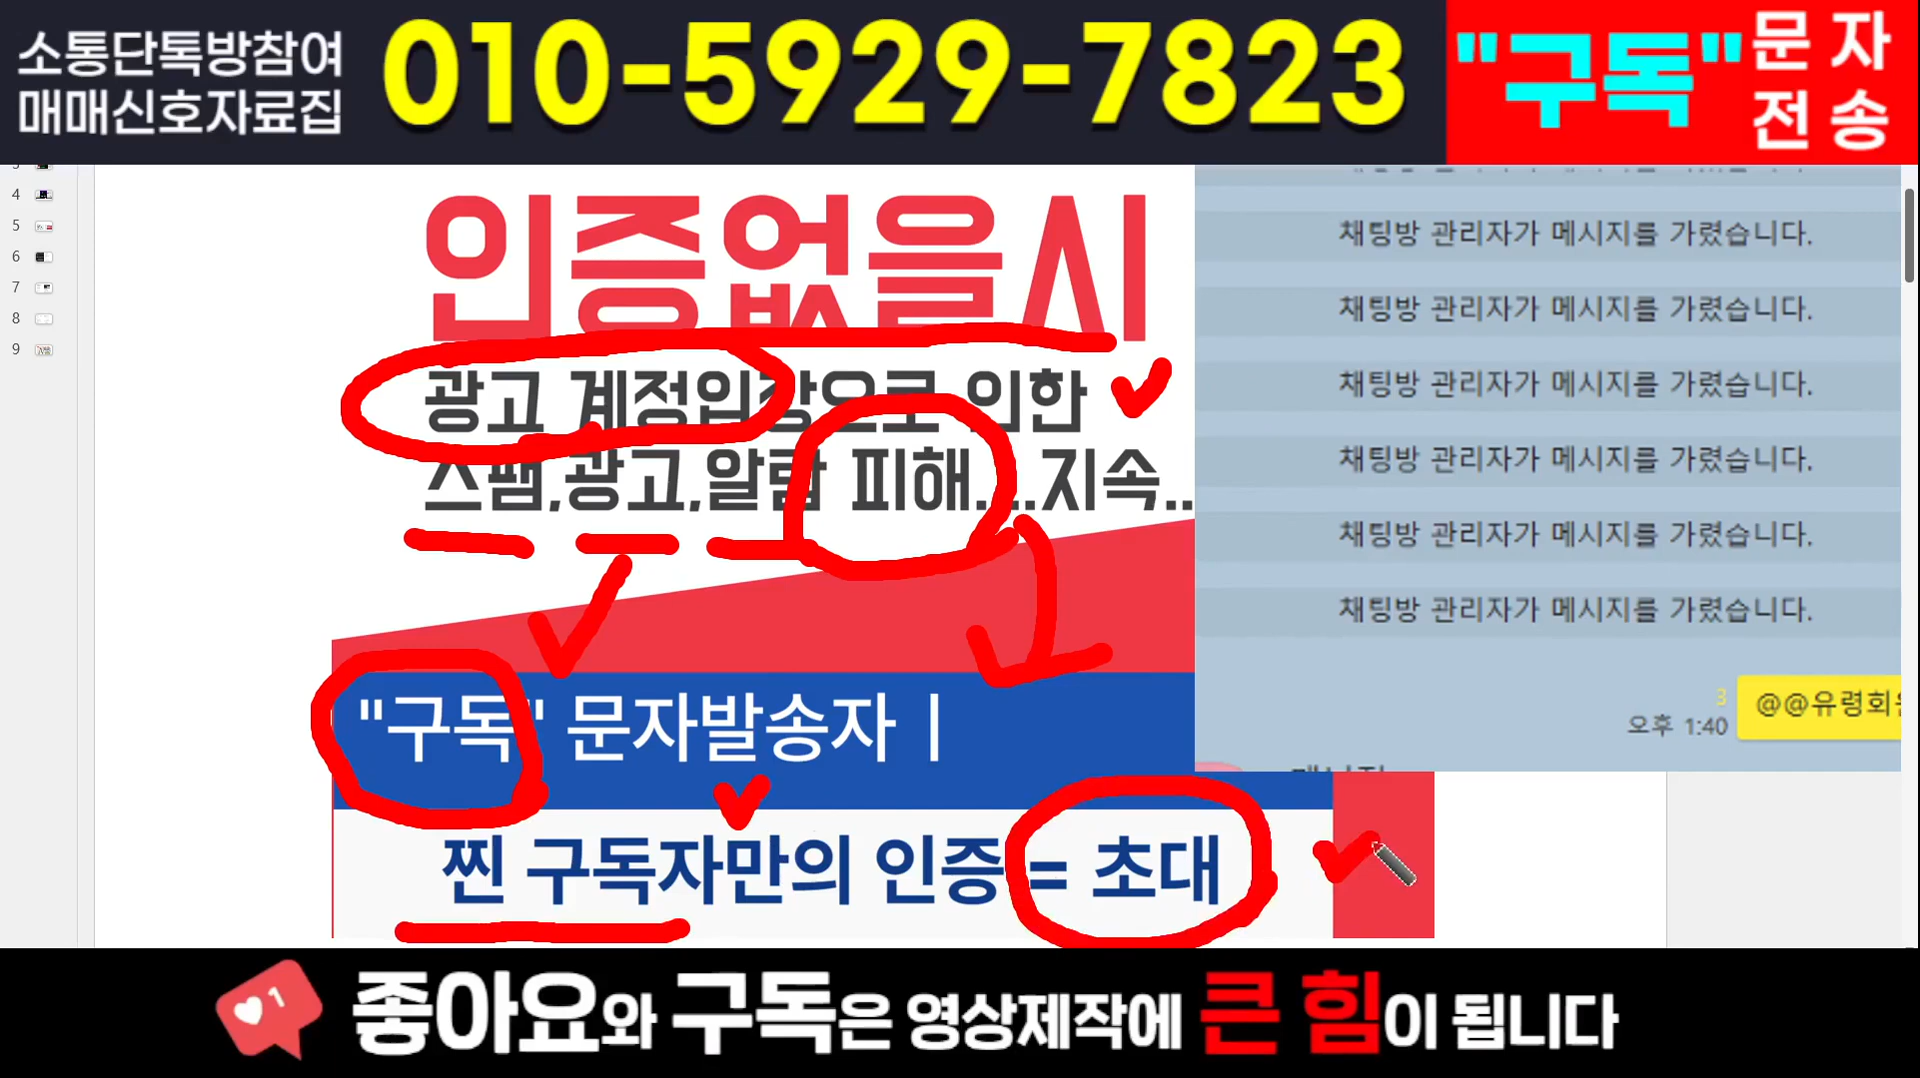 소통단톡방참여
매매신호자료집
010-5929-7823
"구독"
문자
전송
4
5
6
7
8
9
인증없을시
광고 계정입장으로 의한
스팸,광고,알람 피해....지속..
"구독" 문자발송자 |
찐 구독자만의 인증 = 초대
채팅방 관리자가 메시지를 가렸습니다.
채팅방 관리자가 메시지를 가렸습니다.
채팅방 관리자가 메시지를 가렸습니다.
채팅방 관리자가 메시지를 가렸습니다.
채팅방 관리자가 메시지를 가렸습니다.
채팅방 관리자가 메시지를 가렸습니다.
3
오후 1:40
@@유령회원
1
좋아요와 구독은 영상제작에 큰 힘이 됩니다